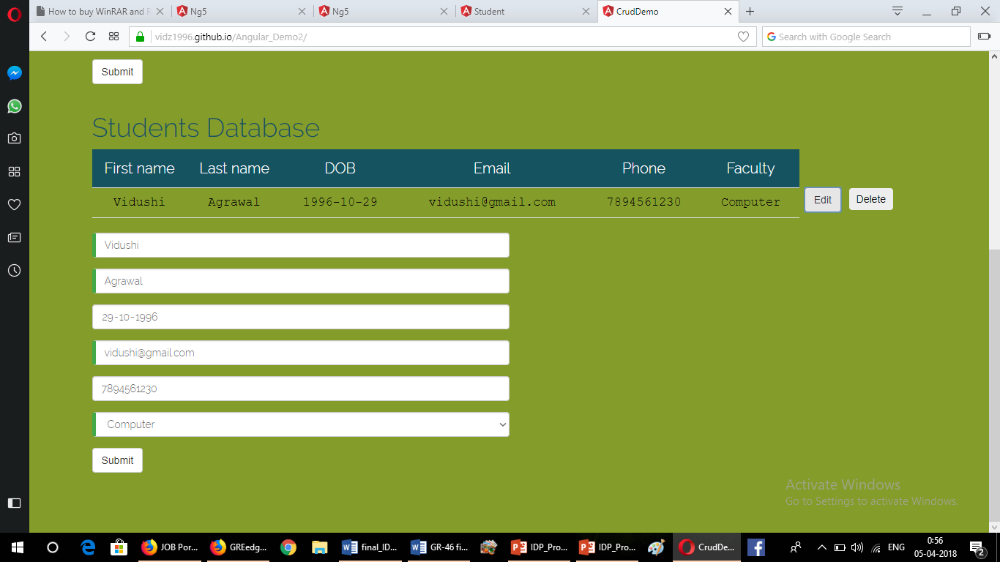 How to buy WinRAR and R
Ng5
Ng5
Student
CrudDemo
vidz1996.github.io/Angular_Demo2/
Search with Google Search
Submit
Students Database
First name Last name DOB Email Phone Faculty
Vidushi Agrawal 1996-10-29 vidushi@gmail.com 7894561230 Computer Edit Delete
Vidushi
Agrawal
29-10-1996
vidushi@gmail.com
7894561230
Computer
Submit
Activate Windows
Go to Settings to activate Windows.
JOB Por...
GREedg...
final_ID...
GR-46 fi...
IDP_Pro...
IDP_Pro...
CrudDe...
ENG
0:56
05-04-2018
2